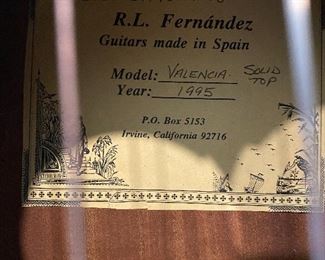 R.L. Fernández
Guitars made in Spain
Model: VALENCIA. SOLID TOP
Year: 1995
P.O. Box 5153
Irvine, California 92716